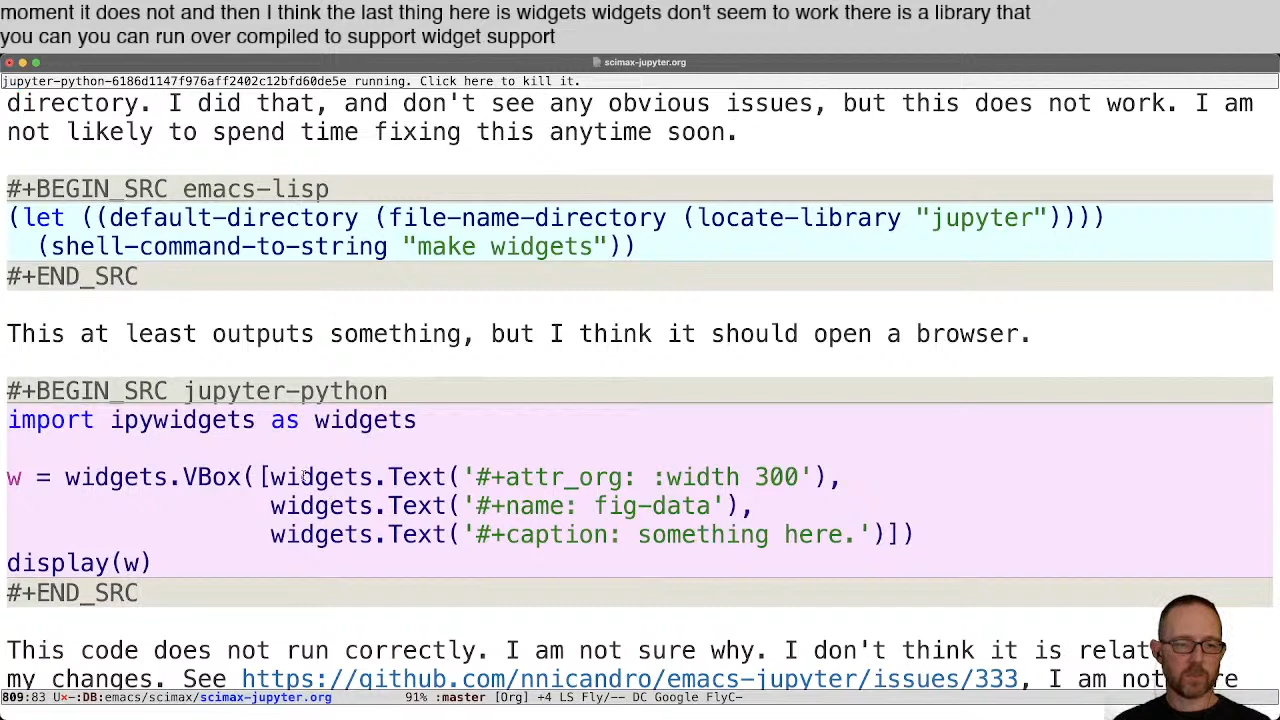 moment it does not and then I think the last thing here is widgets widgets don't seem to work there is a library that
you can you can run over compiled to support widget support
scimax-jupyter.org
jupyter-python-6186d1147f976aff2402c12bfd60de5e running. Click here to kill it.
directory. I did that, and don't see any obvious issues, but this does not work. I am
not likely to spend time fixing this anytime soon.
#+BEGIN_SRC emacs-lisp
(let ((default-directory (file-name-directory (locate-library "jupyter"))))
  (shell-command-to-string "make widgets"))
#+END_SRC
This at least outputs something, but I think it should open a browser.
#+BEGIN_SRC jupyter-python
import ipywidgets as widgets
w = widgets.VBox([widgets.Text('#+attr_org: :width 300'),
                  widgets.Text('#+name: fig-data'),
                  widgets.Text('#+caption: something here.')])
display(w)
#+END_SRC
This code does not run correctly. I am not sure why. I don't think it is
my changes. See https://github.com/nnicandro/emacs-jupyter/issues/333, I am not
809:83 U×-:DB:emacs/scimax/scimax-jupyter.org 91% :master [Org] +4 LS Fly/-- DC Google FlyC-